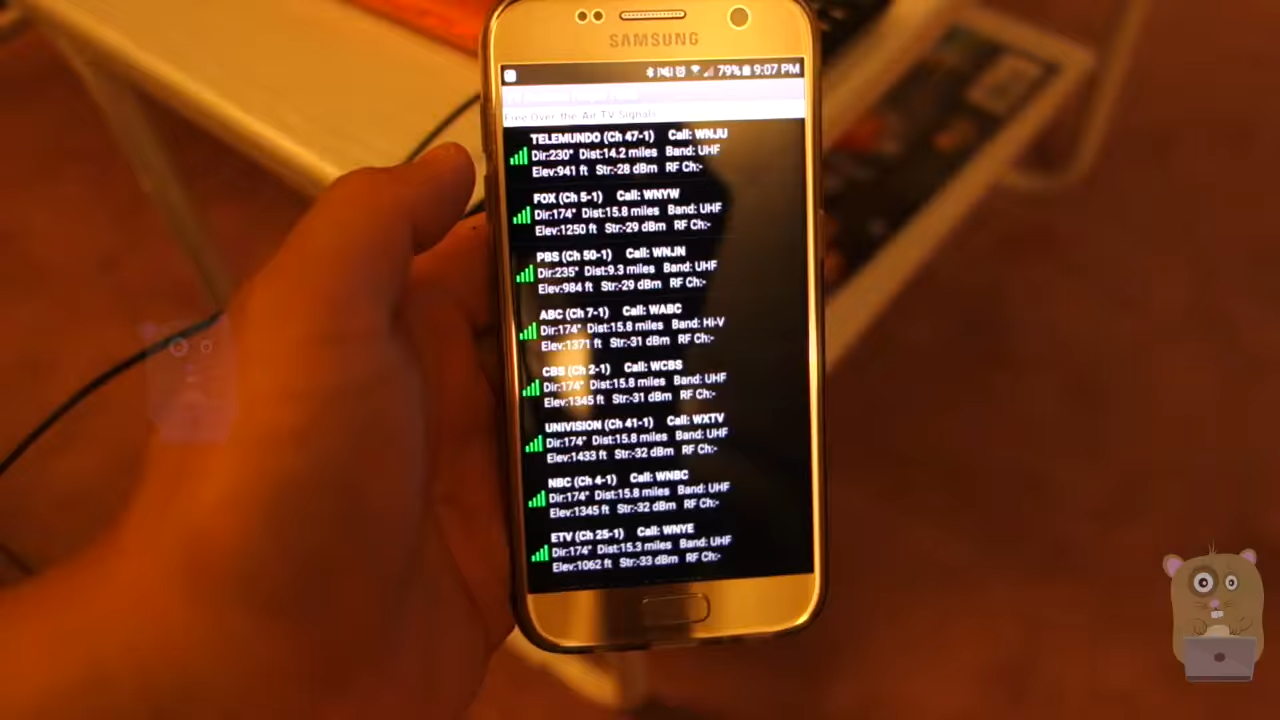 SAMSUNG
79% 9:07 PM
Free Over the Air TV Signals
TELEMUNDO (Ch 47-1) Call: WNJU
Dir:230° Dist:14.2 miles Band: UHF
Elev:941 ft Str:-28 dBm RF Ch:-
FOX (Ch 5-1) Call: WNYW
Dir:174° Dist:15.8 miles Band: UHF
Elev:1250 ft Str:-29 dBm RF Ch:-
PBS (Ch 50-1) Call: WNJN
Dir:235° Dist:9.3 miles Band: UHF
Elev:984 ft Str:-29 dBm RF Ch:-
ABC (Ch 7-1) Call: WABC
Dir:174° Dist:15.8 miles Band: Hi-V
Elev:1371 ft Str:-31 dBm RF Ch:-
CBS (Ch 2-1) Call: WCBS
Dir:174° Dist:15.8 miles Band: UHF
Elev:1345 ft Str:-31 dBm RF Ch:-
UNIVISION (Ch 41-1) Call: WXTV
Dir:174° Dist:15.8 miles Band: UHF
Elev:1433 ft Str:-32 dBm RF Ch:-
NBC (Ch 4-1) Call: WNBC
Dir:174° Dist:15.8 miles Band: UHF
Elev:1345 ft Str:-32 dBm RF Ch:-
ETV (Ch 25-1) Call: WNYE
Dir:174° Dist:15.3 miles Band: UHF
Elev:1062 ft Str:-33 dBm RF Ch:-